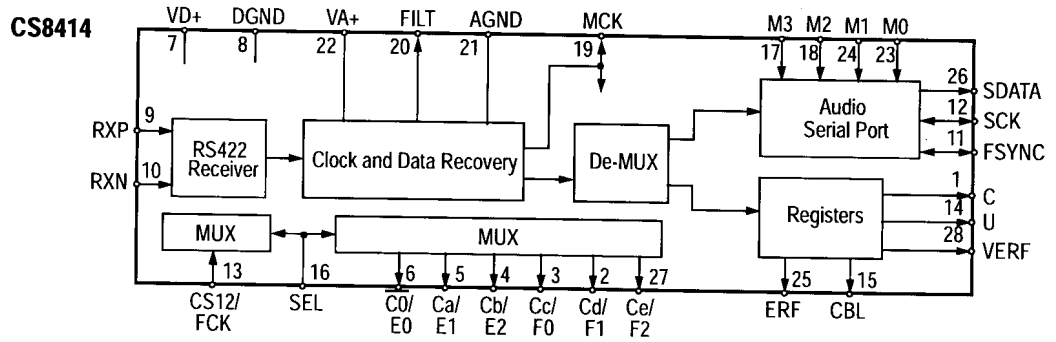 CS8414
VD+ DGND VA+ FILT AGND MCK M3 M2 M1 M0
7 8 22 20 21 19 17 18 24 23
RXP 9
RXN 10
RS422
Receiver
Clock and Data Recovery
De-MUX
Audio
Serial Port
26 SDATA
12 SCK
11 FSYNC
Registers
1 C
14 U
28 VERF
MUX
MUX
13 16 6 5 4 3 2 27 25 15
CS12/
FCK
SEL
C0/
E0
Ca/
E1
Cb/
E2
Cc/
F0
Cd/
F1
Ce/
F2
ERF
CBL